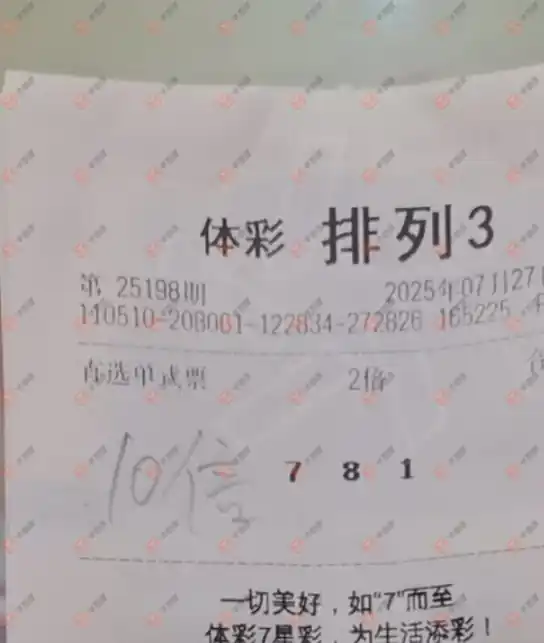 体彩 排列3
第 25198期 2025年07月27日
110510-208001-122834-272826 165225
直选单式票 2倍
10倍 7 8 1
一切美好，如“7”而至
体彩7星彩，为生活添彩！